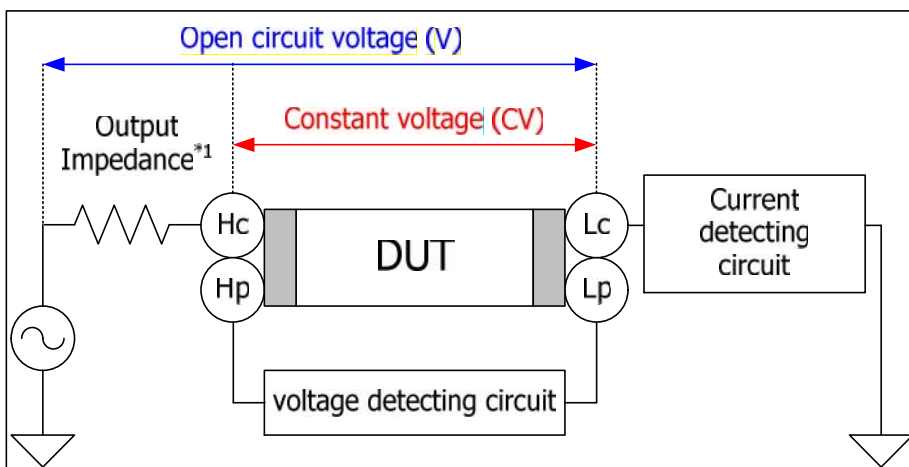 Open circuit voltage (V)
Constant voltage (CV)
Output
Impedance*1
Hc
Hp
DUT
Lc
Lp
Current
detecting
circuit
voltage detecting circuit